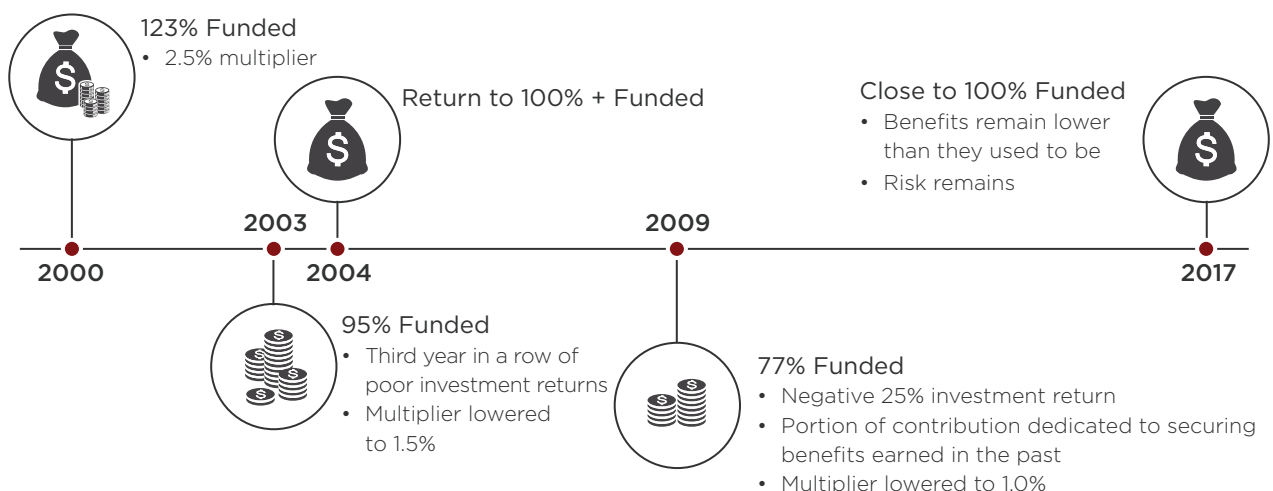 123% Funded
• 2.5% multiplier
Return to 100% + Funded
Close to 100% Funded
• Benefits remain lower
than they used to be
• Risk remains
2003
2009
2000
2004
2017
95% Funded
• Third year in a row of
poor investment returns
• Multiplier lowered
to 1.5%
77% Funded
• Negative 25% investment return
• Portion of contribution dedicated to securing
benefits earned in the past
• Multiplier lowered to 1.0%